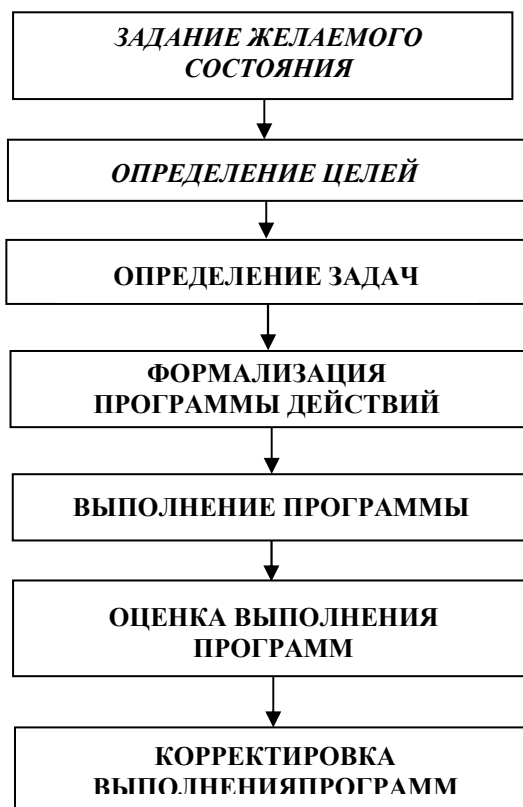 ЗАДАНИЕ ЖЕЛАЕМОГО
СОСТОЯНИЯ
ОПРЕДЕЛЕНИЕ ЦЕЛЕЙ
ОПРЕДЕЛЕНИЕ ЗАДАЧ
ФОРМАЛИЗАЦИЯ
ПРОГРАММЫ ДЕЙСТВИЙ
ВЫПОЛНЕНИЕ ПРОГРАММЫ
ОЦЕНКА ВЫПОЛНЕНИЯ
ПРОГРАММ
КОРРЕКТИРОВКА
ВЫПОЛНЕНИЯПРОГРАММ